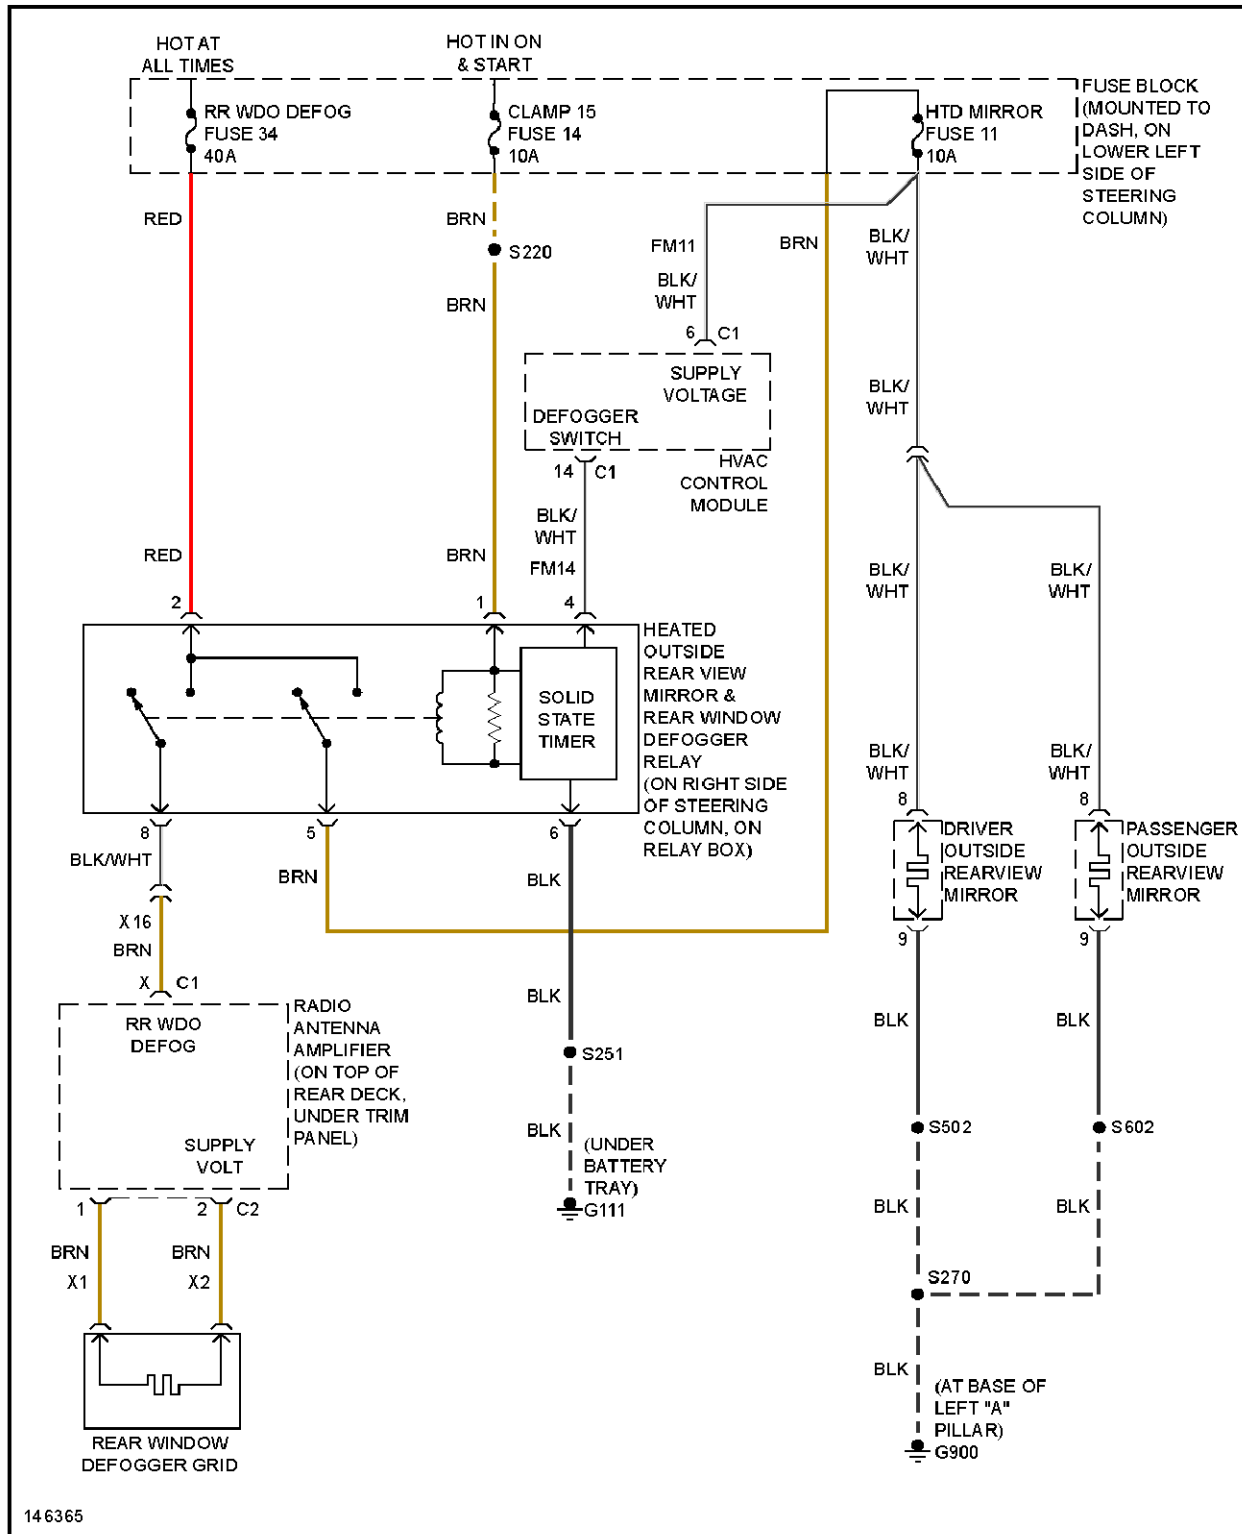 HOT AT
ALL TIMES
HOT IN ON
& START
RR WDO DEFOG
FUSE 34
40A
CLAMP 15
FUSE 14
10A
HTD MIRROR
FUSE 11
10A
FUSE BLOCK
(MOUNTED TO
DASH, ON
LOWER LEFT
SIDE OF
STEERING
COLUMN)
RED
BRN
S220
BRN
FM11
BLK/
WHT
BRN
BLK/
WHT
6 C1
SUPPLY
VOLTAGE
DEFOGGER
SWITCH
14 C1
HVAC
CONTROL
MODULE
BLK/
WHT
BLK/
WHT
FM14
RED
BRN
BLK/
WHT
BLK/
WHT
2
1
4
HEATED
OUTSIDE
REAR VIEW
MIRROR &
REAR WINDOW
DEFOGGER
RELAY
(ON RIGHT SIDE
OF STEERING
COLUMN, ON
RELAY BOX)
SOLID
STATE
TIMER
BLK/
WHT
BLK/
WHT
8
8
8
5
6
BLK/WHT
BRN
BLK
DRIVER
OUTSIDE
REARVIEW
MIRROR
PASSENGER
OUTSIDE
REARVIEW
MIRROR
9
9
X16
BRN
X C1
RR WDO
DEFOG
RADIO
ANTENNA
AMPLIFIER
(ON TOP OF
REAR DECK,
UNDER TRIM
PANEL)
SUPPLY
VOLT
BLK
S251
BLK
(UNDER
BATTERY
TRAY)
G111
BLK
BLK
S502
S602
BLK
BLK
1
2 C2
BRN
X1
BRN
X2
REAR WINDOW
DEFOGGER GRID
S270
BLK
(AT BASE OF
LEFT "A"
PILLAR)
G900
146365